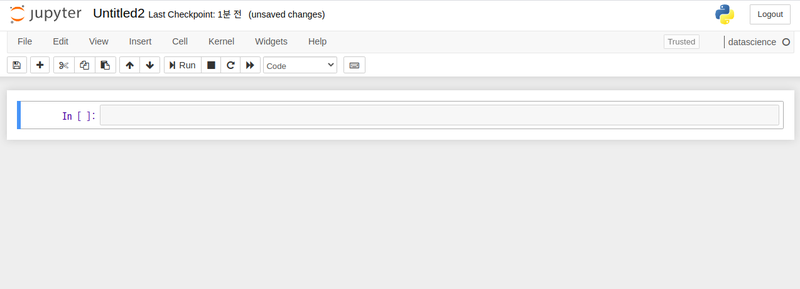 jupyter Untitled2 Last Checkpoint: 1분 전 (unsaved changes) Logout
File Edit View Insert Cell Kernel Widgets Help Trusted datascience
Run Code
In [ ]: